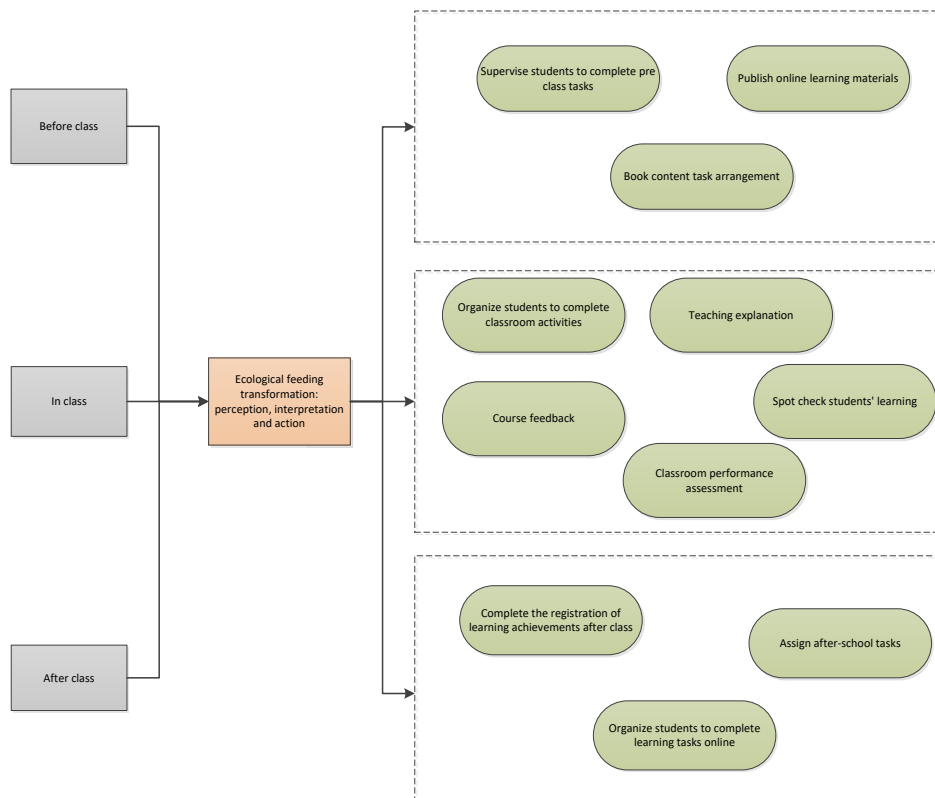 Before class
In class
After class
Ecological feeding
transformation:
perception, interpretation
and action
Supervise students to complete pre
class tasks
Publish online learning materials
Book content task arrangement
Organize students to complete
classroom activities
Teaching explanation
Course feedback
Spot check students' learning
Classroom performance
assessment
Complete the registration of
learning achievements after class
Assign after-school tasks
Organize students to complete
learning tasks online